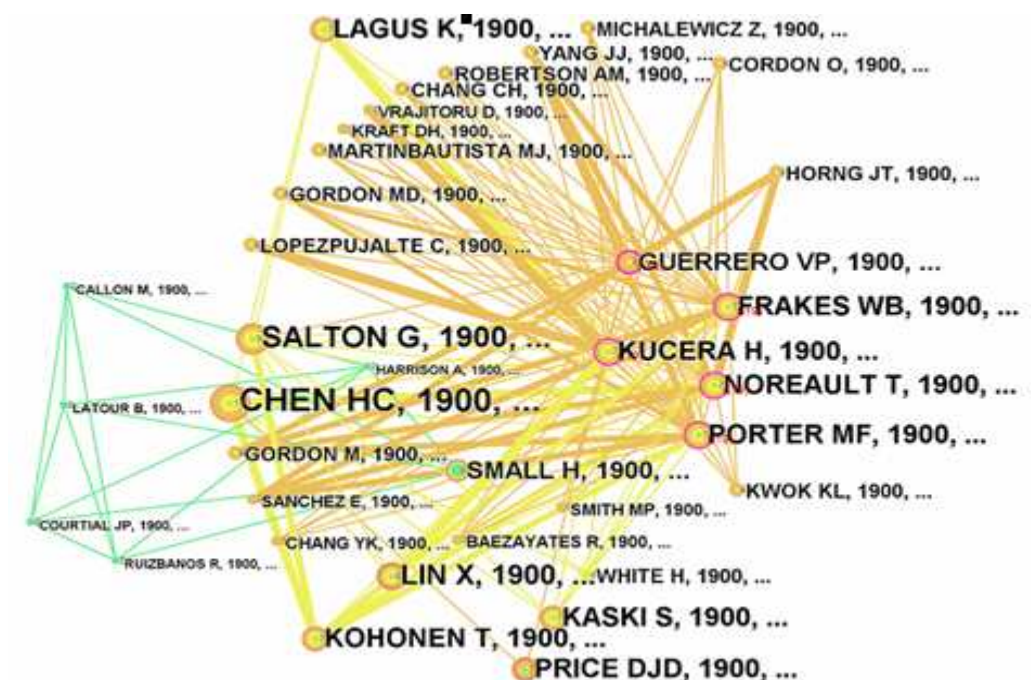 LAGUS K, 1900, ...
MICHALEWICZ Z, 1900, ...
YANG JJ, 1900, ...
CORDON O, 1900, ...
ROBERTSON AM, 1900, ...
CHANG CH, 1900, ...
VRAJITORU D, 1900, ...
KRAFT DH, 1900, ...
MARTINBAUTISTA MJ, 1900, ...
HORNG JT, 1900, ...
GORDON MD, 1900, ...
LOPEZPUJALTE C, 1900, ...
GUERRERO VP, 1900, ...
CALLON M, 1900, ...
FRAKES WB, 1900, ...
SALTON G, 1900, ...
KUCERA H, 1900, ...
HARRISON A, 1900, ...
NOREAULT T, 1900, ...
CHEN HC, 1900, ...
LATOUR B, 1900, ...
PORTER MF, 1900, ...
GORDON M, 1900, ...
SMALL H, 1900, ...
KWOK KL, 1900, ...
SANCHEZ E, 1900, ...
SMITH MP, 1900, ...
COURTIAL JP, 1900, ...
CHANG YK, 1900, ...
BAEZAYATES R, 1900, ...
RUIZBANOS R, 1900, ...
LIN X, 1900, ...
WHITE H, 1900, ...
KASKI S, 1900, ...
KOHONEN T, 1900, ...
PRICE DJD, 1900, ...